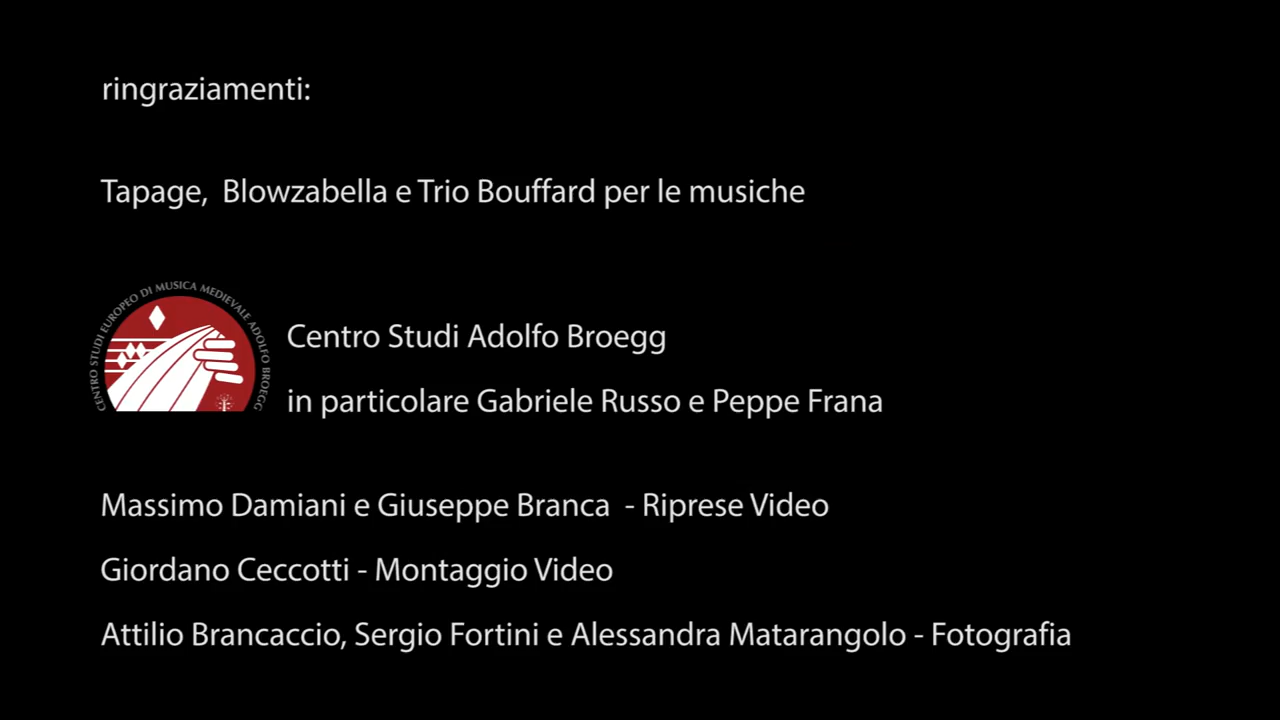 ringraziamenti:
Tapage,  Blowzabella e Trio Bouffard per le musiche
CENTRO STUDI EUROPEO DI MUSICA MEDIEVALE ADOLFO BROEGG
Centro Studi Adolfo Broegg
in particolare Gabriele Russo e Peppe Frana
Massimo Damiani e Giuseppe Branca  - Riprese Video
Giordano Ceccotti - Montaggio Video
Attilio Brancaccio, Sergio Fortini e Alessandra Matarangolo - Fotografia